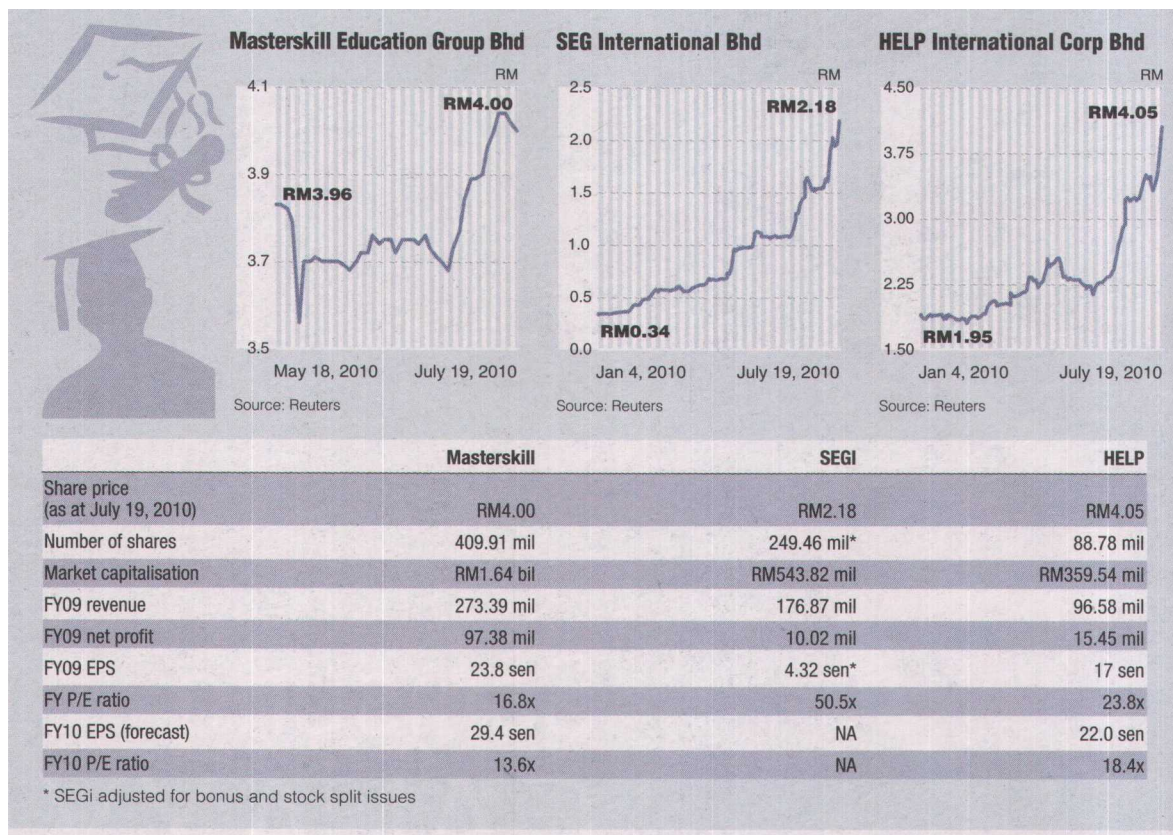 Masterskill Education Group Bhd
RM
4.1
RM4.00
3.9
RM3.96
3.7
3.5
May 18, 2010 July 19, 2010
Source: Reuters
SEG International Bhd
RM
2.5
RM2.18
2.0
1.5
1.0
0.5
RM0.34
0.0
Jan 4, 2010 July 19, 2010
Source: Reuters
HELP International Corp Bhd
RM
4.50
RM4.05
3.75
3.00
2.25
RM1.95
1.50
Jan 4, 2010 July 19, 2010
Source: Reuters
Masterskill SEGI HELP
Share price
(as at July 19, 2010) RM4.00 RM2.18 RM4.05
Number of shares 409.91 mil 249.46 mil* 88.78 mil
Market capitalisation RM1.64 bil RM543.82 mil RM359.54 mil
FY09 revenue 273.39 mil 176.87 mil 96.58 mil
FY09 net profit 97.38 mil 10.02 mil 15.45 mil
FY09 EPS 23.8 sen 4.32 sen* 17 sen
FY P/E ratio 16.8x 50.5x 23.8x
FY10 EPS (forecast) 29.4 sen NA 22.0 sen
FY10 P/E ratio 13.6x NA 18.4x
* SEGi adjusted for bonus and stock split issues